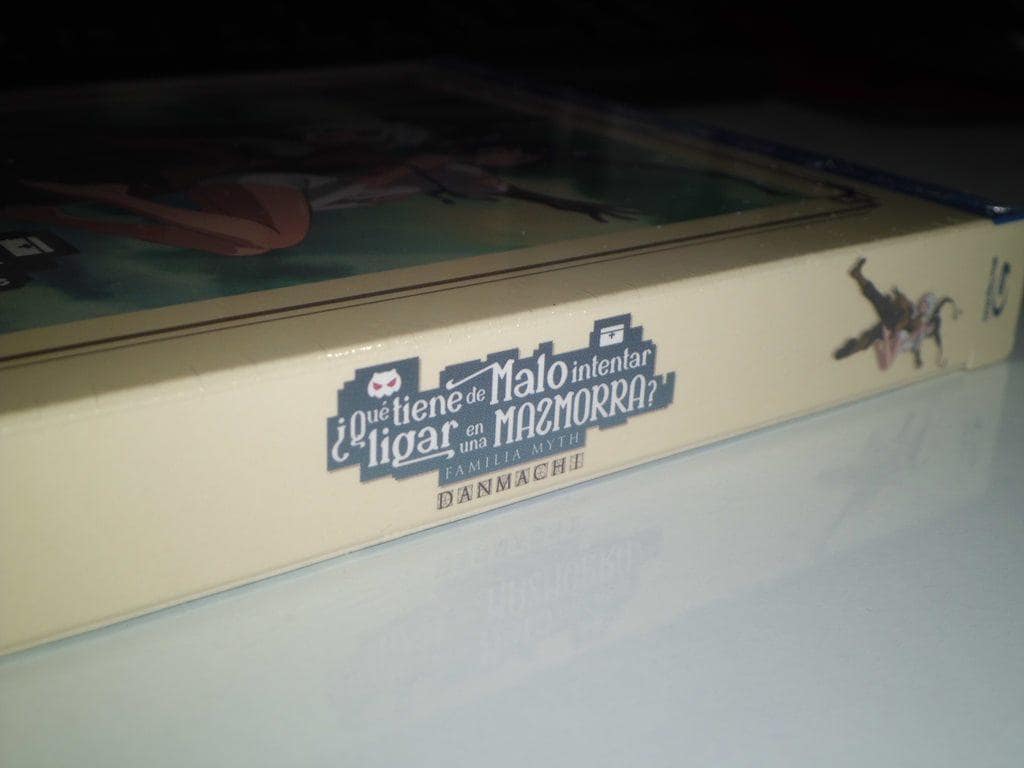 ¿Qué tiene de Malo intentar
ligar en una MAZMORRA?
FAMILIA MYTH
DANMACHI